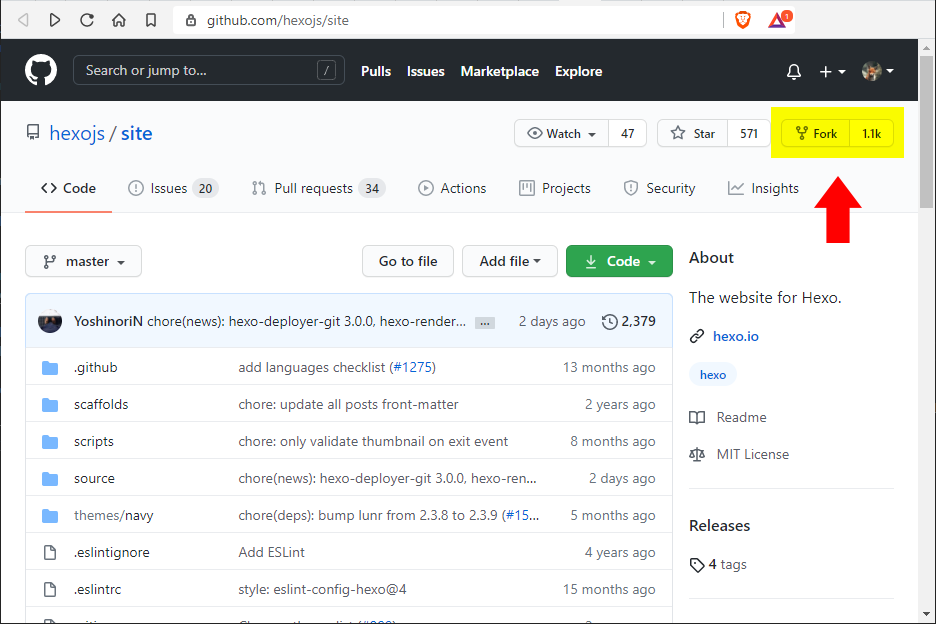 github.com/hexojs/site
1
Search or jump to... /
Pulls Issues Marketplace Explore
hexojs / site
Watch 47 Star 571 Fork 1.1k
Code Issues 20 Pull requests 34 Actions Projects Security Insights
master Go to file Add file Code
YoshinoriN chore(news): hexo-deployer-git 3.0.0, hexo-render... ... 2 days ago 2,379
.github add languages checklist (#1275) 13 months ago
scaffolds chore: update all posts front-matter 2 years ago
scripts chore: only validate thumbnail on exit event 8 months ago
source chore(news): hexo-deployer-git 3.0.0, hexo-ren... 2 days ago
themes/navy chore(deps): bump lunr from 2.3.8 to 2.3.9 (#15... 5 months ago
.eslintignore Add ESLint 4 years ago
.eslintrc style: eslint-config-hexo@4 15 months ago
About
The website for Hexo.
hexo.io
hexo
Readme
MIT License
Releases
4 tags